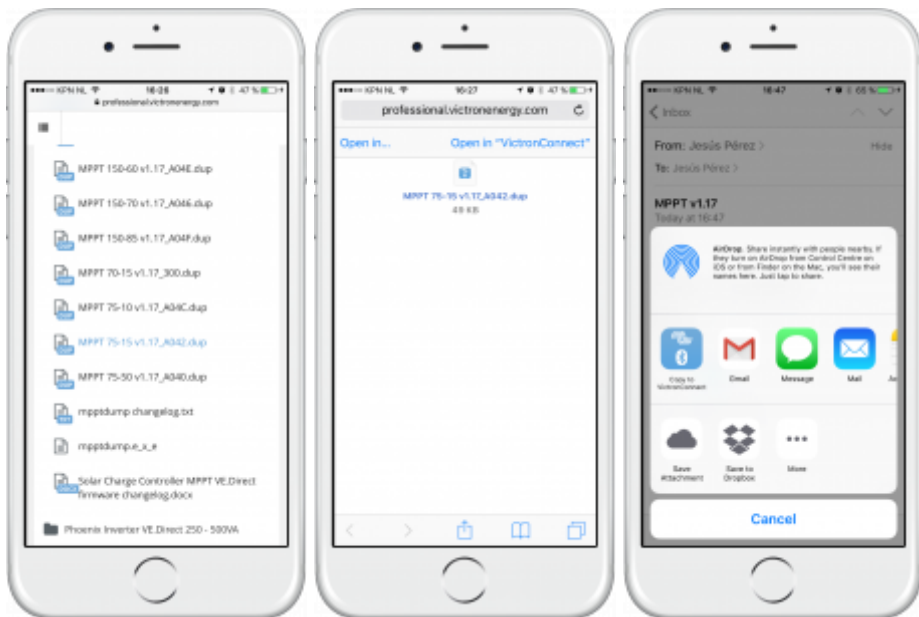 KPN NL 16:26 47 %
professional.victronenergy.com
MPPT 150-60 v1.17_A04E.dup
MPPT 150-70 v1.17_A046.dup
MPPT 150-85 v1.17_A04F.dup
MPPT 70-15 v1.17_300.dup
MPPT 75-10 v1.17_A04C.dup
MPPT 75-15 v1.17_A042.dup
MPPT 75-50 v1.17_A040.dup
mpptdump changelog.txt
mpptdump.e_x_e
Solar Charge Controller MPPT VE.Direct
firmware changelog.docx
Phoenix Inverter VE.Direct 250 - 500VA
KPN NL 16:27 47 %
professional.victronenergy.com
Open in... Open in "VictronConnect"
MPPT 75-15 v1.17_A042.dup
49 KB
KPN NL 16:47 65 %
Inbox
From: Jesús Pérez Hide
To: Jesús Pérez
MPPT v1.17
Today at 16:47
AirDrop. Share instantly with people nearby. If
they turn on AirDrop from Control Centre on
iOS or from Finder on the Mac, you'll see their
names here. Just tap to share.
Copy to
VictronConnect
Email
Message
Mail
Save
Attachment
Save to
Dropbox
More
Cancel